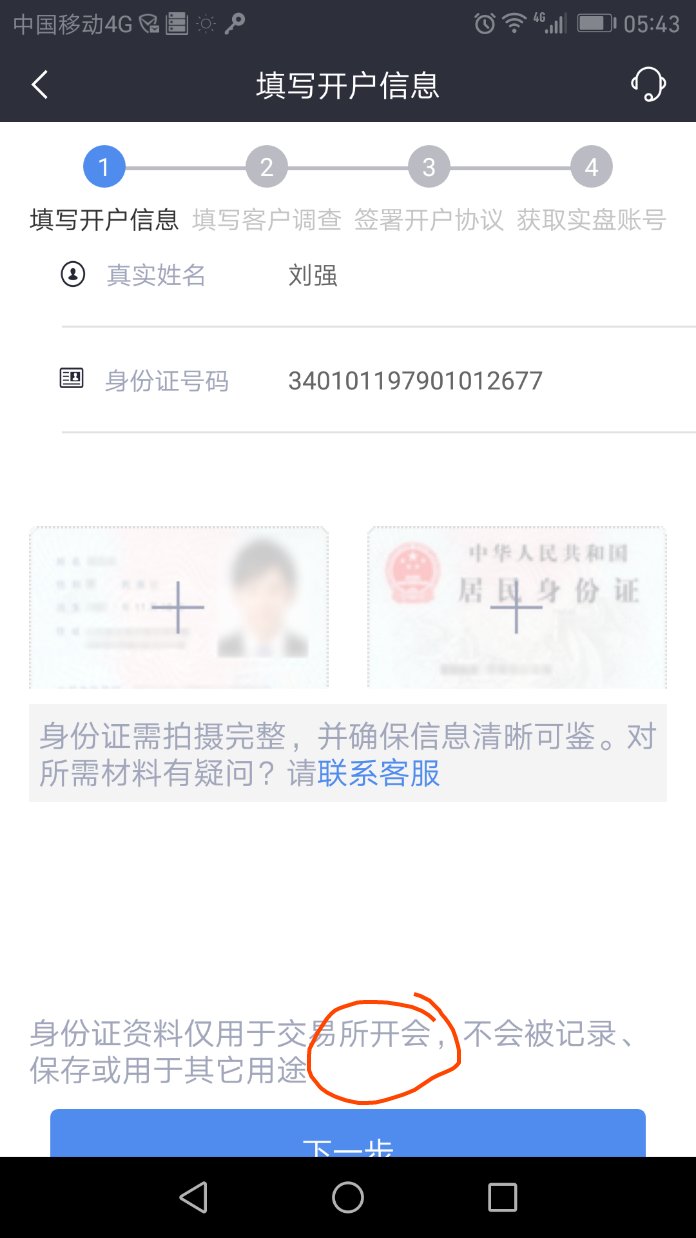 中国移动4G 4G 05:43
填写开户信息
1 2 3 4
填写开户信息 填写客户调查 签署开户协议 获取实盘账号
真实姓名 刘强
身份证号码 340101197901012677
中华人民共和国
居民身份证
身份证需拍摄完整，并确保信息清晰可鉴。对
所需材料有疑问？请联系客服
身份证资料仅用于交易所开会，不会被记录、
保存或用于其它用途
下一步